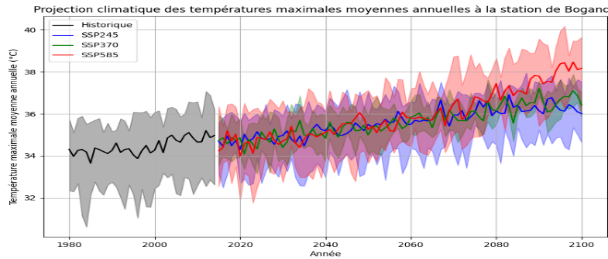 Projection climatique des températures maximales moyennes annuelles à la station de Bogand
Historique
SSP245
SSP370
SSP585
Température maximale moyenne annuelle (°C)
40
38
36
34
32
1980
2000
2020
2040
2060
2080
2100
Année